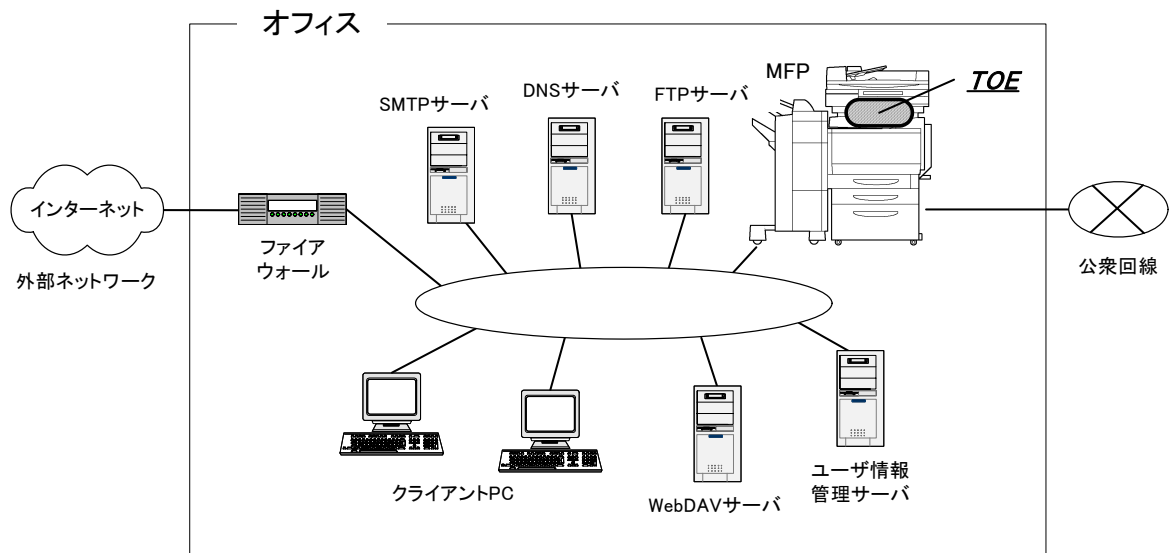 オフィス
MFP
TOE
SMTPサーバ
DNSサーバ
FTPサーバ
インターネット
外部ネットワーク
ファイア
ウォール
公衆回線
クライアントPC
WebDAVサーバ
ユーザ情報
管理サーバ